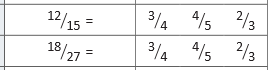 12/15 = 3/4 4/5 2/3
18/27 = 3/4 4/5 2/3